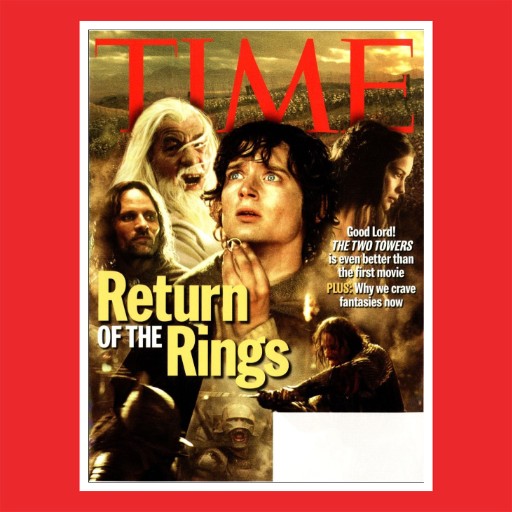 TIME
Good Lord!
THE TWO TOWERS
is even better than
the first movie
PLUS: Why we crave
fantasies now
Return
OF THE
Rings